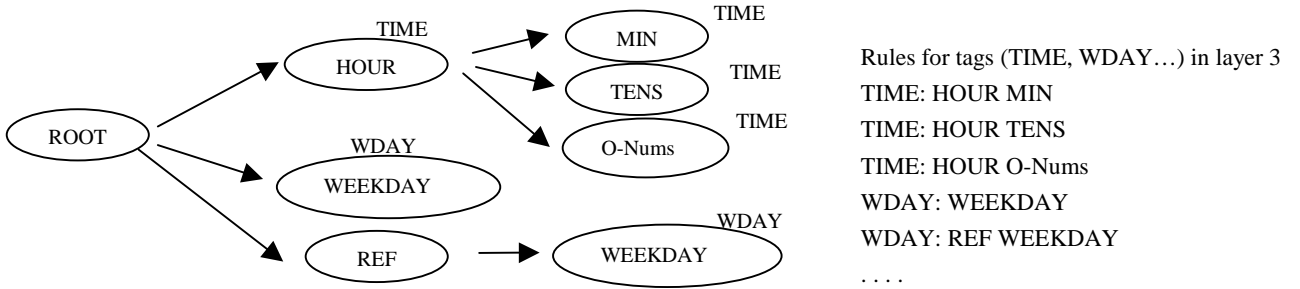 TIME
HOUR
TIME
MIN
TIME
TENS
TIME
O-Nums
ROOT
WDAY
WEEKDAY
REF
WDAY
WEEKDAY
Rules for tags (TIME, WDAY…) in layer 3
TIME: HOUR MIN
TIME: HOUR TENS
TIME: HOUR O-Nums
WDAY: WEEKDAY
WDAY: REF WEEKDAY
. . . .